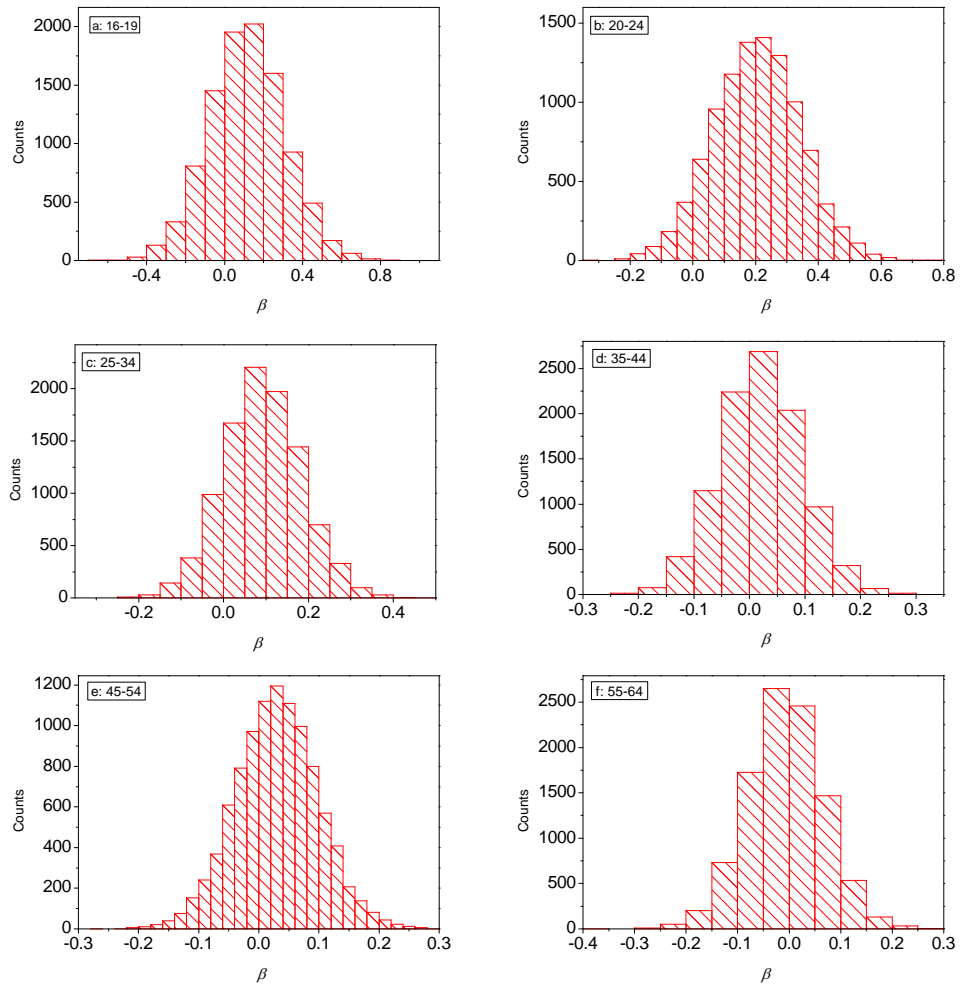 a: 16-19
2000
1500
1000
500
0
Counts
-0.4 0.0 0.4 0.8
β
b: 20-24
1500
1000
500
0
Counts
-0.2 0.0 0.2 0.4 0.6 0.8
β
c: 25-34
2000
1500
1000
500
0
Counts
-0.2 0.0 0.2 0.4
β
d: 35-44
2500
2000
1500
1000
500
0
Counts
-0.3 -0.1 0.0 0.1 0.2 0.3
β
e: 45-54
1200
1000
800
600
400
200
0
Counts
-0.3 -0.2 -0.1 0.0 0.1 0.2 0.3
β
f: 55-64
2500
2000
1500
1000
500
0
Counts
-0.4 -0.3 -0.1 0.0 0.1 0.2 0.3
β